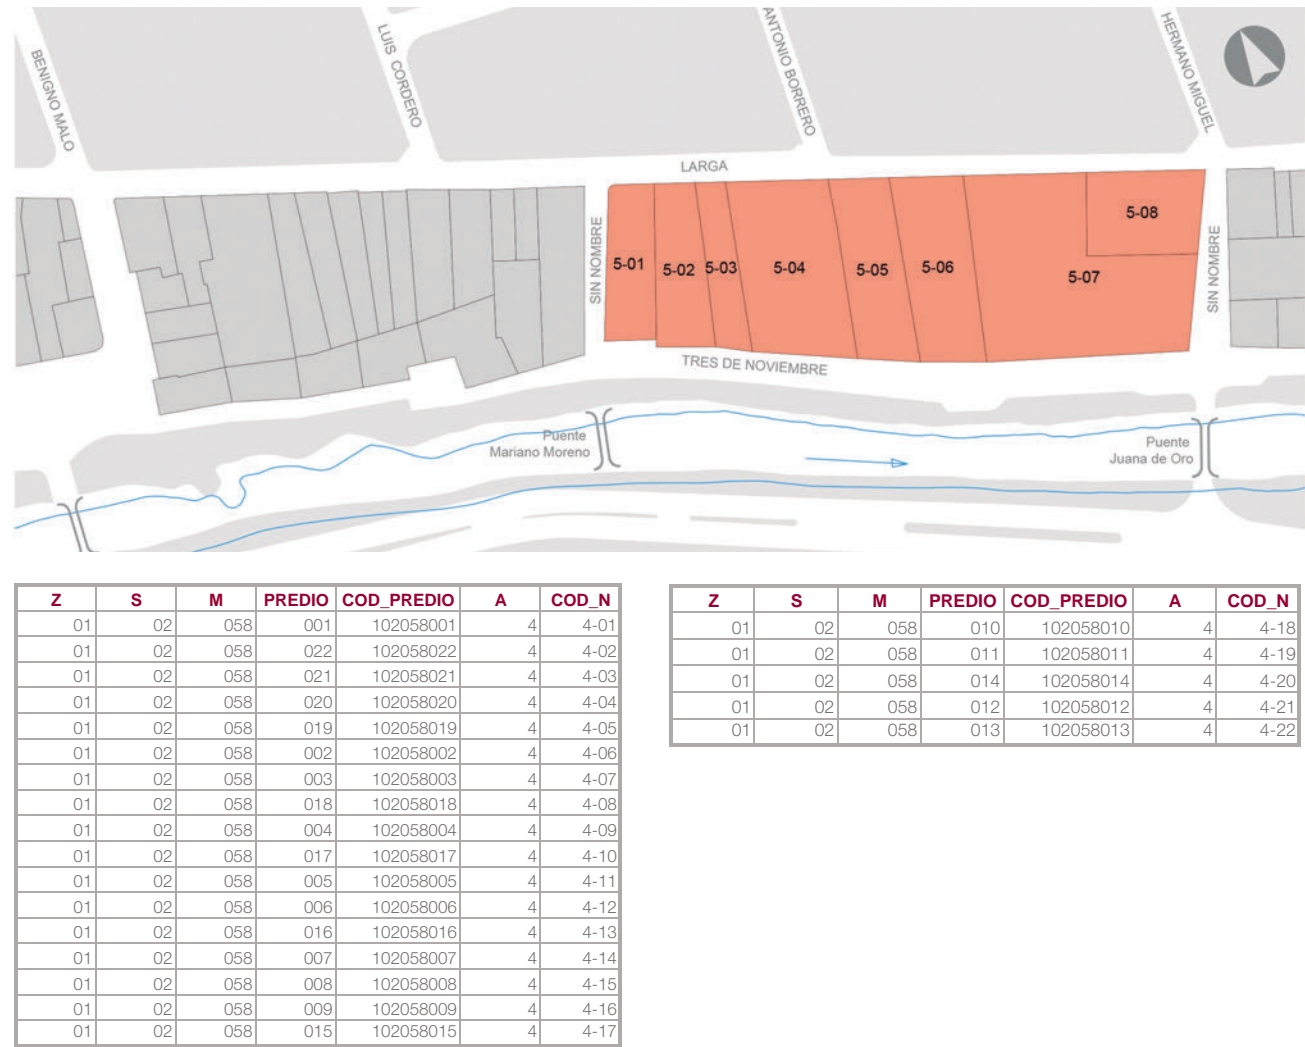 BENIGNO MALO
LUIS CORDERO
ANTONIO BORRERO
HERMANO MIGUEL
LARGA
SIN NOMBRE
5-01
5-02
5-03
5-04
5-05
5-06
5-07
5-08
SIN NOMBRE
TRES DE NOVIEMBRE
Puente
Mariano Moreno
Puente
Juana de Oro
Z S M PREDIO COD_PREDIO A COD_N
01 02 058 001 102058001 4 4-01
01 02 058 022 102058022 4 4-02
01 02 058 021 102058021 4 4-03
01 02 058 020 102058020 4 4-04
01 02 058 019 102058019 4 4-05
01 02 058 002 102058002 4 4-06
01 02 058 003 102058003 4 4-07
01 02 058 018 102058018 4 4-08
01 02 058 004 102058004 4 4-09
01 02 058 017 102058017 4 4-10
01 02 058 005 102058005 4 4-11
01 02 058 006 102058006 4 4-12
01 02 058 016 102058016 4 4-13
01 02 058 007 102058007 4 4-14
01 02 058 008 102058008 4 4-15
01 02 058 009 102058009 4 4-16
01 02 058 015 102058015 4 4-17
Z S M PREDIO COD_PREDIO A COD_N
01 02 058 010 102058010 4 4-18
01 02 058 011 102058011 4 4-19
01 02 058 014 102058014 4 4-20
01 02 058 012 102058012 4 4-21
01 02 058 013 102058013 4 4-22